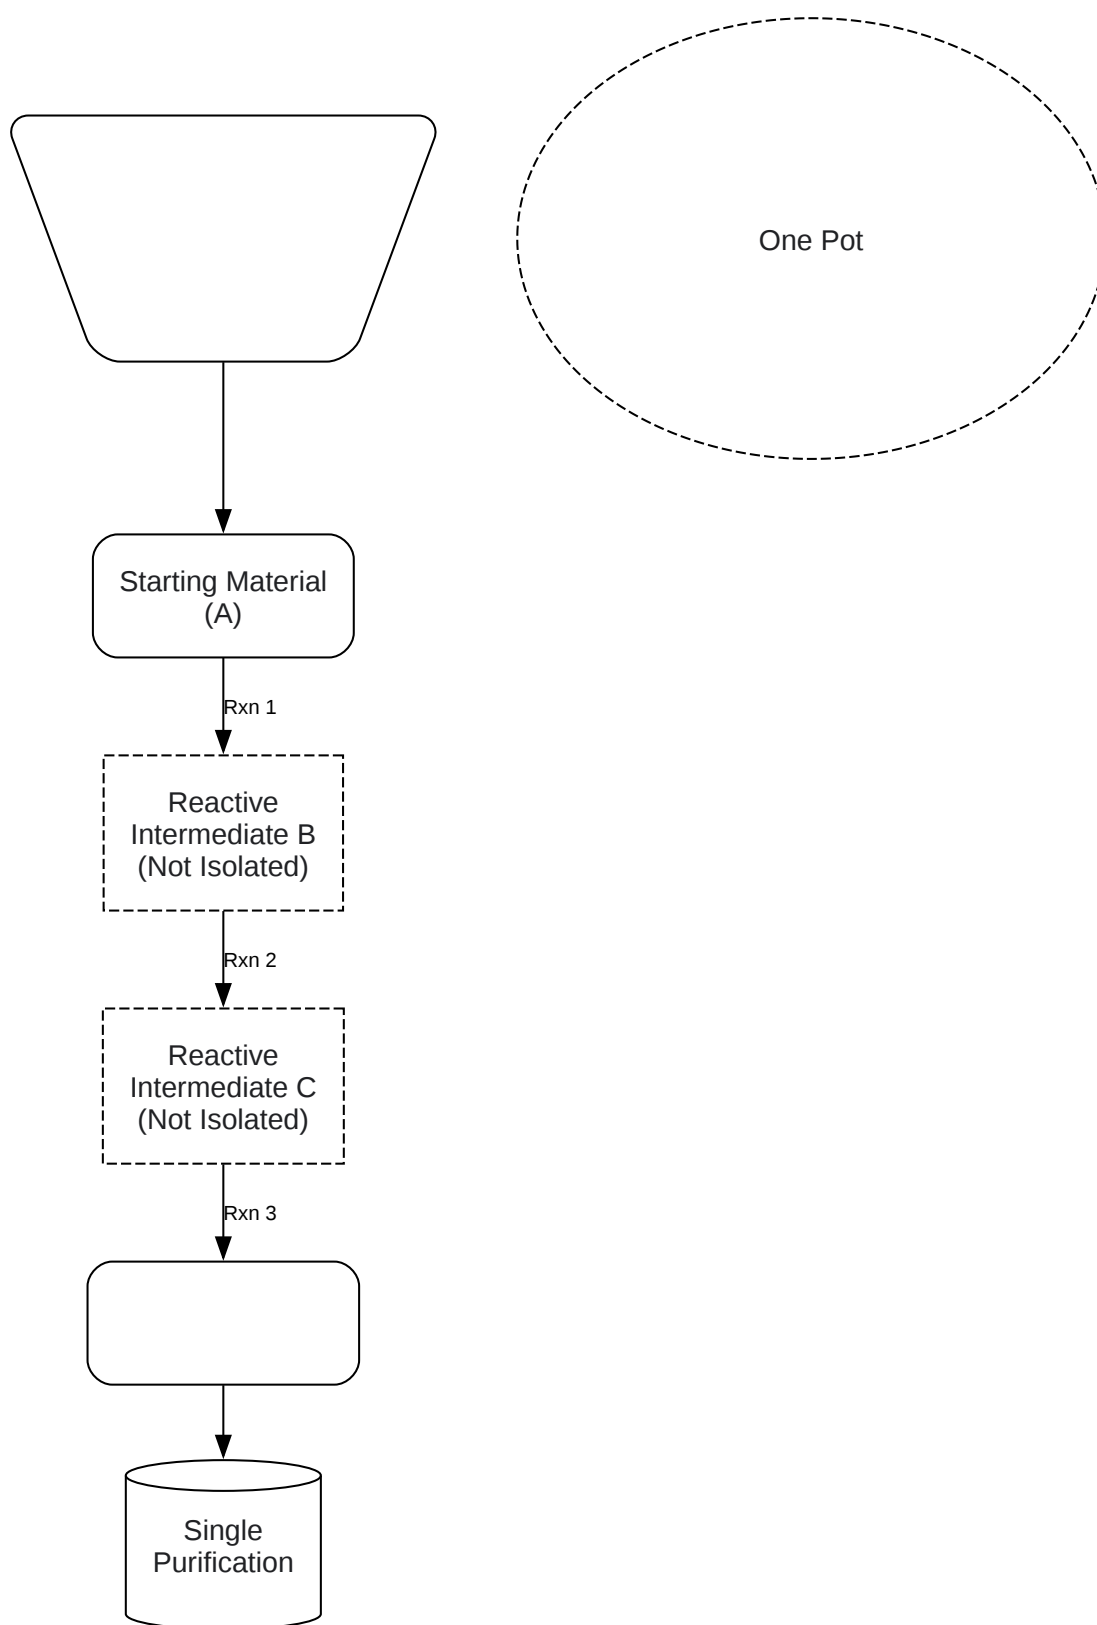 One Pot
Starting Material
(A)
Rxn 1
Reactive
Intermediate B
(Not Isolated)
Rxn 2
Reactive
Intermediate C
(Not Isolated)
Rxn 3
Single
Purification